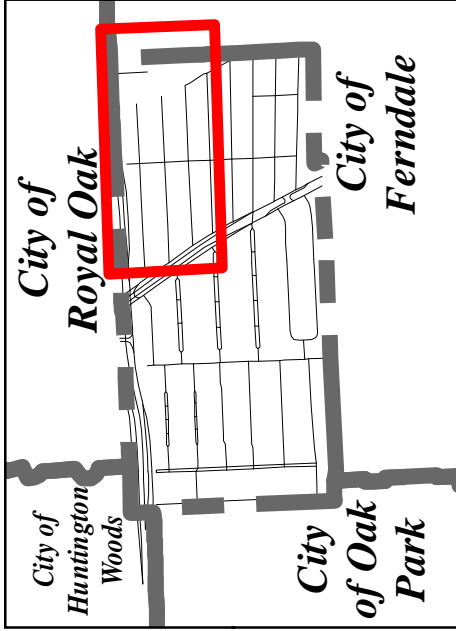 City of
Royal Oak
City of
Ferndale
City of
Huntington
Woods
City
of Oak
Park